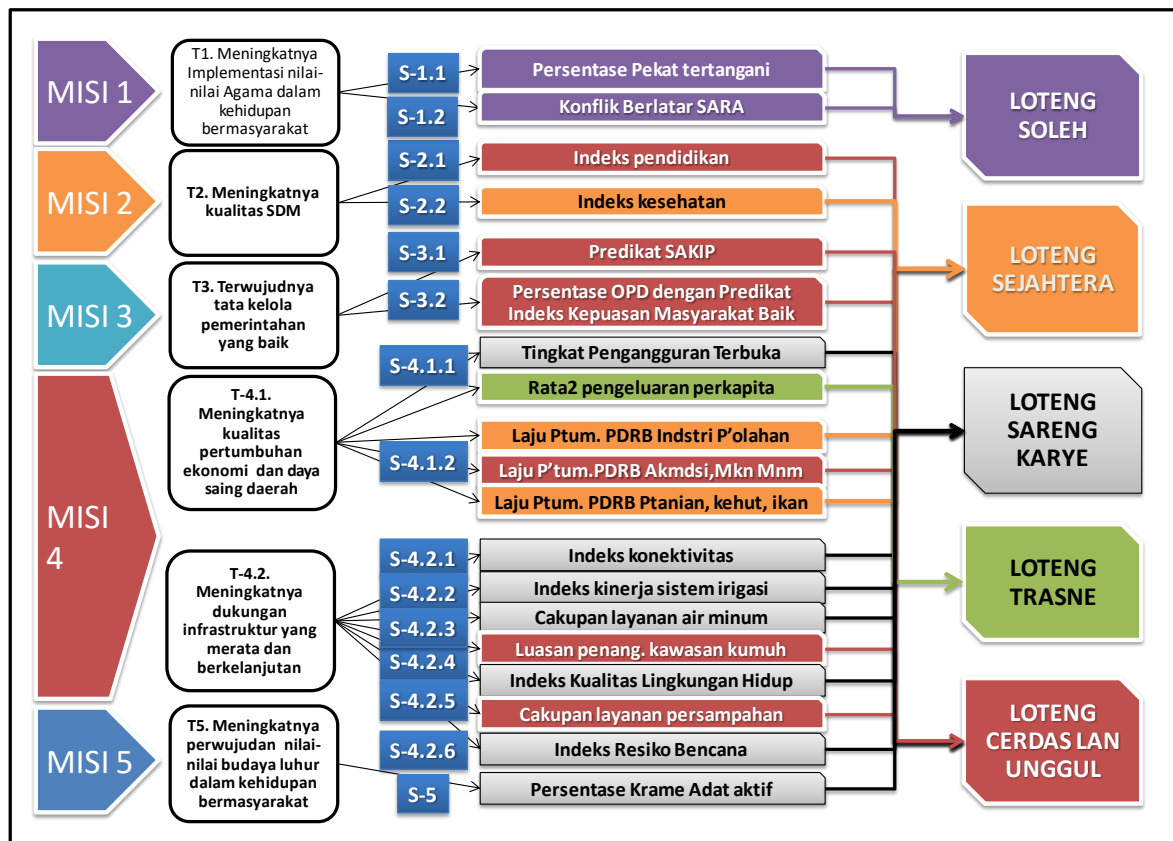 MISI 1
T1. Meningkatnya
Implementasi nilai-
nilai Agama dalam
kehidupan
bermasyarakat
S-1.1
Persentase Pekat tertangani
S-1.2
Konflik Berlatar SARA
LOTENG
SOLEH
MISI 2
T2. Meningkatnya
kualitas SDM
S-2.1
Indeks pendidikan
S-2.2
Indeks kesehatan
LOTENG
SEJAHTERA
MISI 3
T3. Terwujudnya
tata kelola
pemerintahan
yang baik
S-3.1
Predikat SAKIP
S-3.2
Persentase OPD dengan Predikat
Indeks Kepuasan Masyarakat Baik
MISI
4
T-4.1.
Meningkatnya
kualitas
pertumbuhan
ekonomi dan daya
saing daerah
S-4.1.1
Tingkat Pengangguran Terbuka
Rata2 pengeluaran perkapita
S-4.1.2
Laju Ptum. PDRB Indstri P'olahan
Laju P'tum.PDRB Akmdsi,Mkn Mnm
Laju Ptum. PDRB Ptanian, kehut, ikan
LOTENG
SARENG
KARYE
T-4.2.
Meningkatnya
dukungan
infrastruktur yang
merata dan
berkelanjutan
S-4.2.1
Indeks konektivitas
S-4.2.2
Indeks kinerja sistem irigasi
S-4.2.3
Cakupan layanan air minum
S-4.2.4
Luasan penang. kawasan kumuh
Indeks Kualitas Lingkungan Hidup
S-4.2.5
Cakupan layanan persampahan
S-4.2.6
Indeks Resiko Bencana
LOTENG
TRASNE
MISI 5
T5. Meningkatnya
perwujudan nilai-
nilai budaya luhur
dalam kehidupan
bermasyarakat
S-5
Persentase Krame Adat aktif
LOTENG
CERDAS LAN
UNGGUL